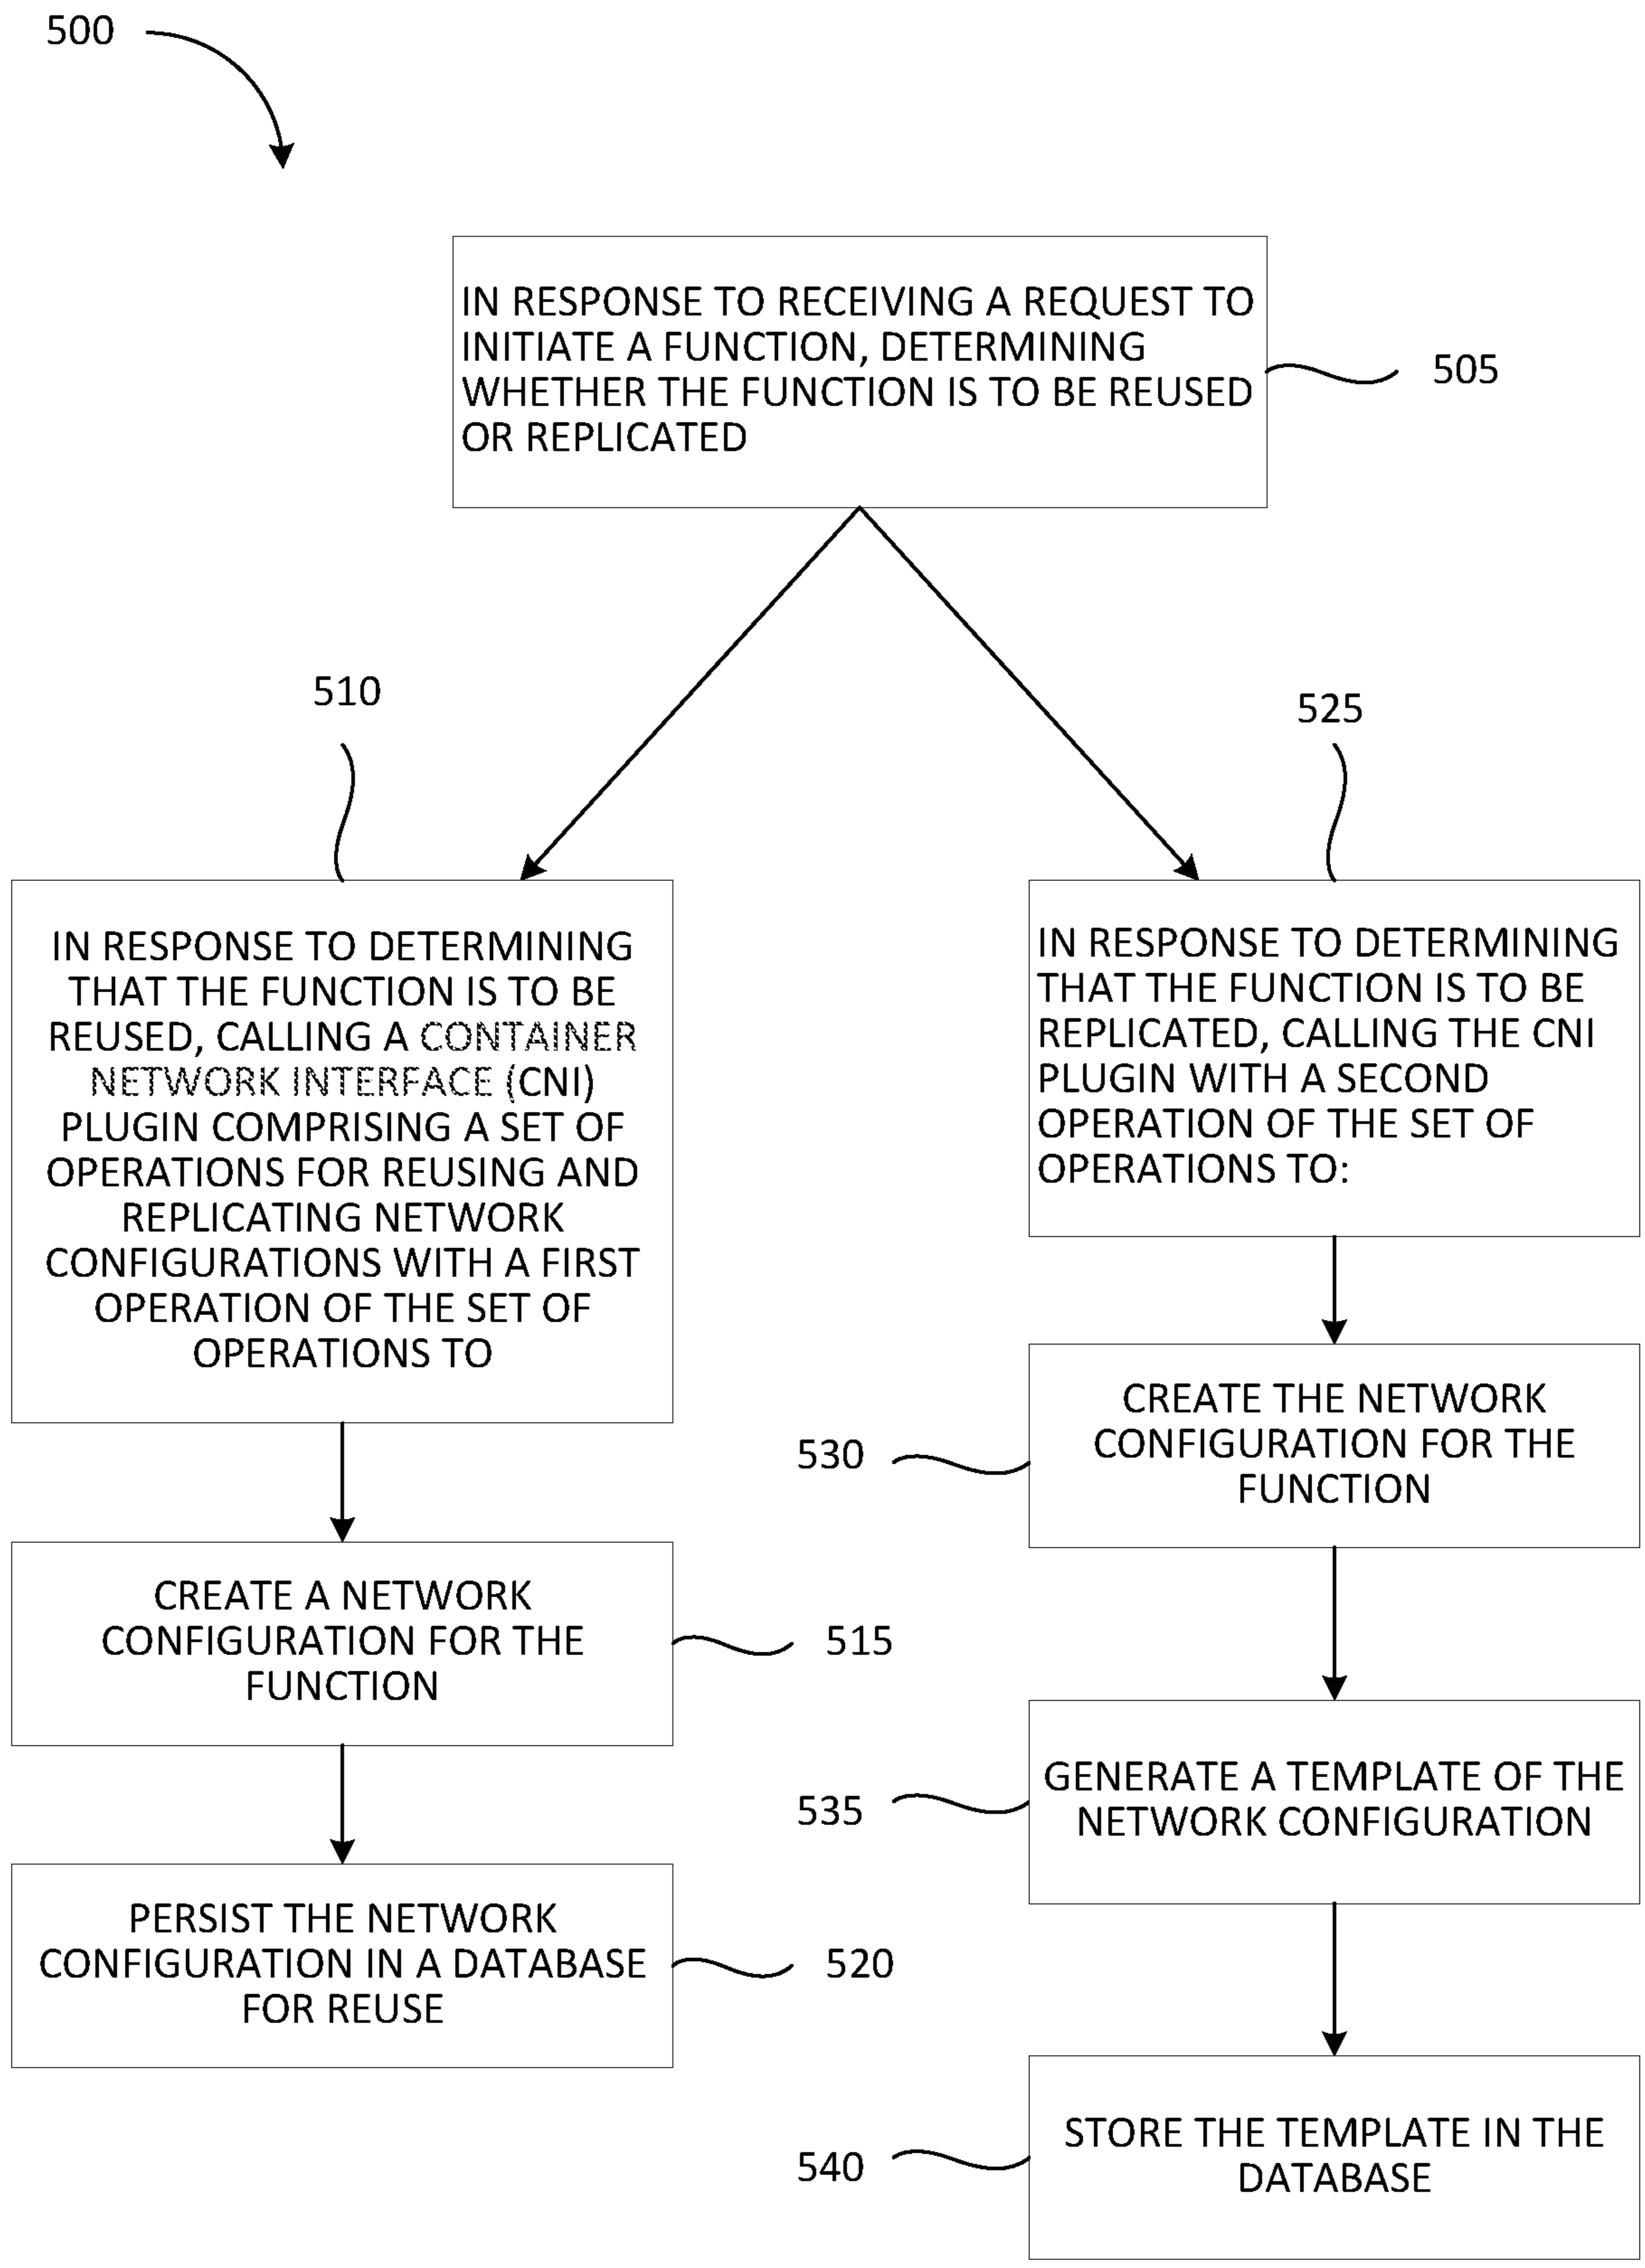 500
IN RESPONSE TO RECEIVING A REQUEST TO
INITIATE A FUNCTION, DETERMINING
WHETHER THE FUNCTION IS TO BE REUSED
OR REPLICATED
505
510
IN RESPONSE TO DETERMINING
THAT THE FUNCTION IS TO BE
REUSED, CALLING A CONTAINER
NETWORK INTERFACE (CNI)
PLUGIN COMPRISING A SET OF
OPERATIONS FOR REUSING AND
REPLICATING NETWORK
CONFIGURATIONS WITH A FIRST
OPERATION OF THE SET OF
OPERATIONS TO
CREATE A NETWORK
CONFIGURATION FOR THE
FUNCTION
515
PERSIST THE NETWORK
CONFIGURATION IN A DATABASE
FOR REUSE
520
525
IN RESPONSE TO DETERMINING
THAT THE FUNCTION IS TO BE
REPLICATED, CALLING THE CNI
PLUGIN WITH A SECOND
OPERATION OF THE SET OF
OPERATIONS TO:
530
CREATE THE NETWORK
CONFIGURATION FOR THE
FUNCTION
535
GENERATE A TEMPLATE OF THE
NETWORK CONFIGURATION
540
STORE THE TEMPLATE IN THE
DATABASE